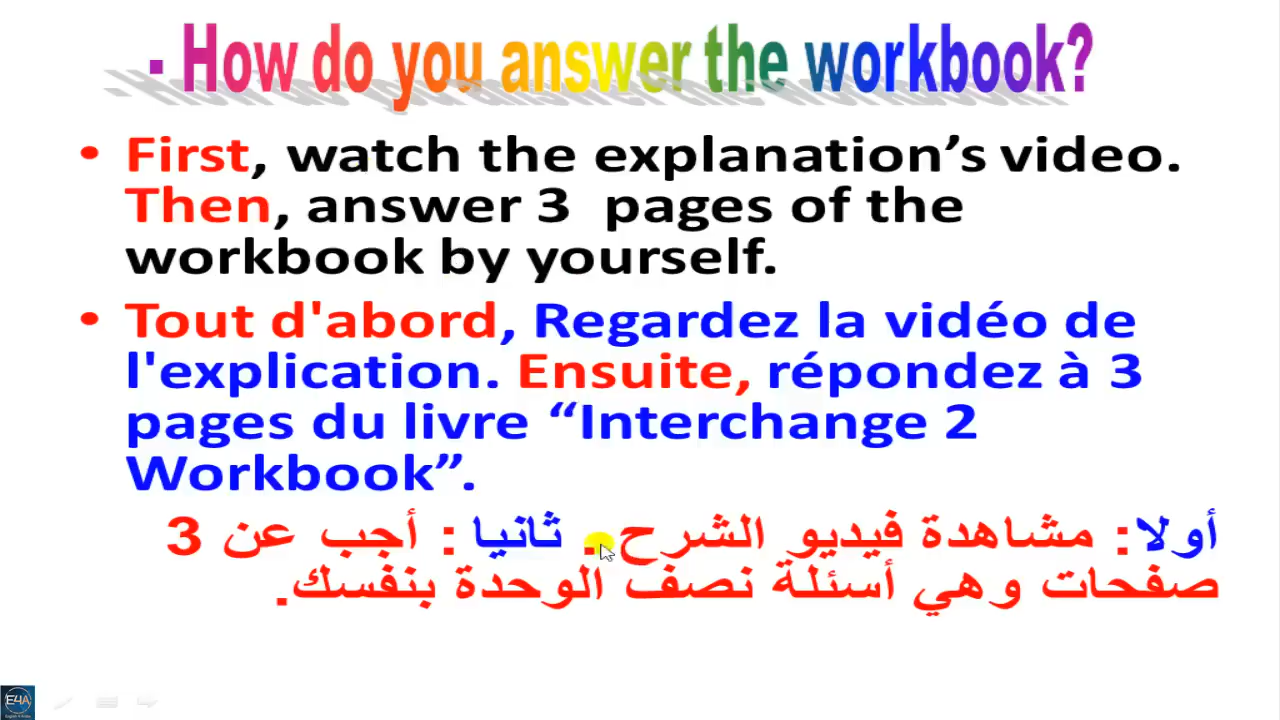 - How do you answer the workbook?
• First, watch the explanation’s video.
Then, answer 3 pages of the
workbook by yourself.
• Tout d'abord, Regardez la vidéo de
l'explication. Ensuite, répondez à 3
pages du livre “Interchange 2
Workbook”.
أولا: مشاهدة فيديو الشرح. ثانيا : أجب عن 3
صفحات وهي أسئلة نصف الوحدة بنفسك.
E4A